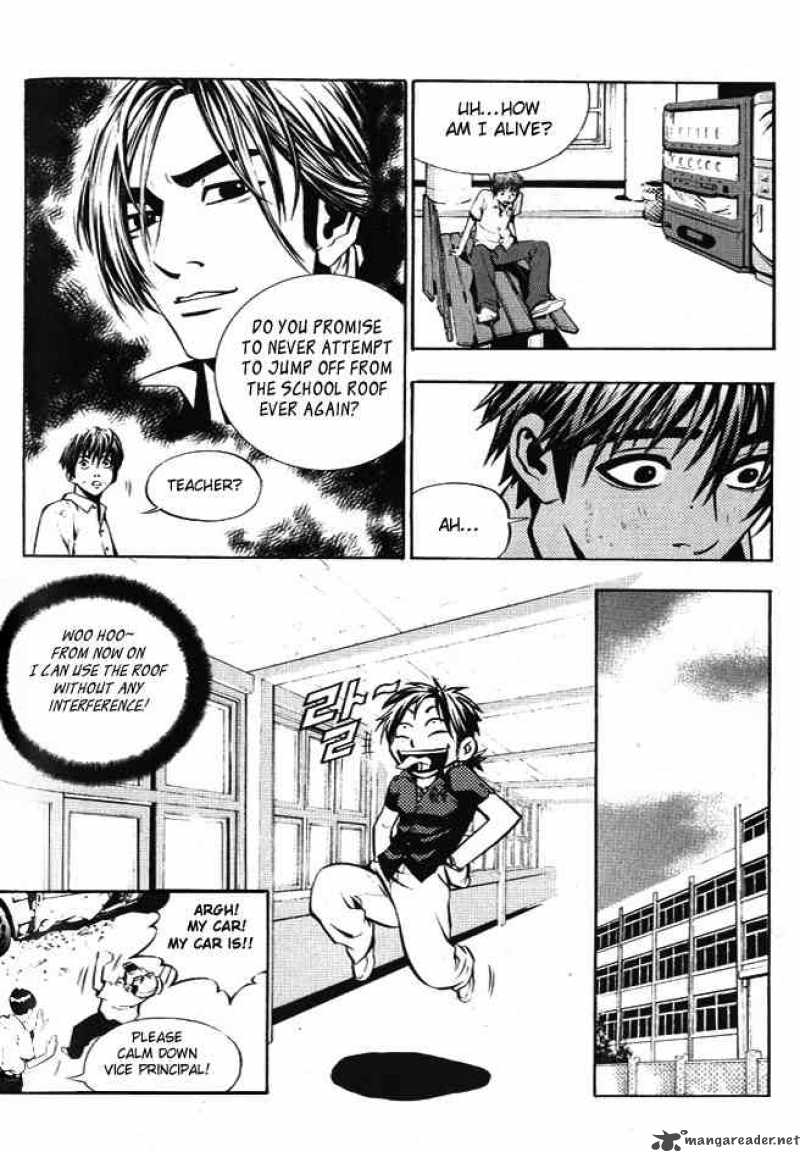 DO YOU PROMISE
TO NEVER ATTEMPT
TO JUMP OFF FROM
THE SCHOOL ROOF
EVER AGAIN?
TEACHER?
UH...HOW
AM I ALIVE?
AH...
WOO HOO~
FROM NOW ON
I CAN USE THE ROOF
WITHOUT ANY
INTERFERENCE!
랄~
랄
ARGH!
MY CAR!
MY CAR IS!!
PLEASE
CALM DOWN
VICE PRINCIPAL!
mangareader.net